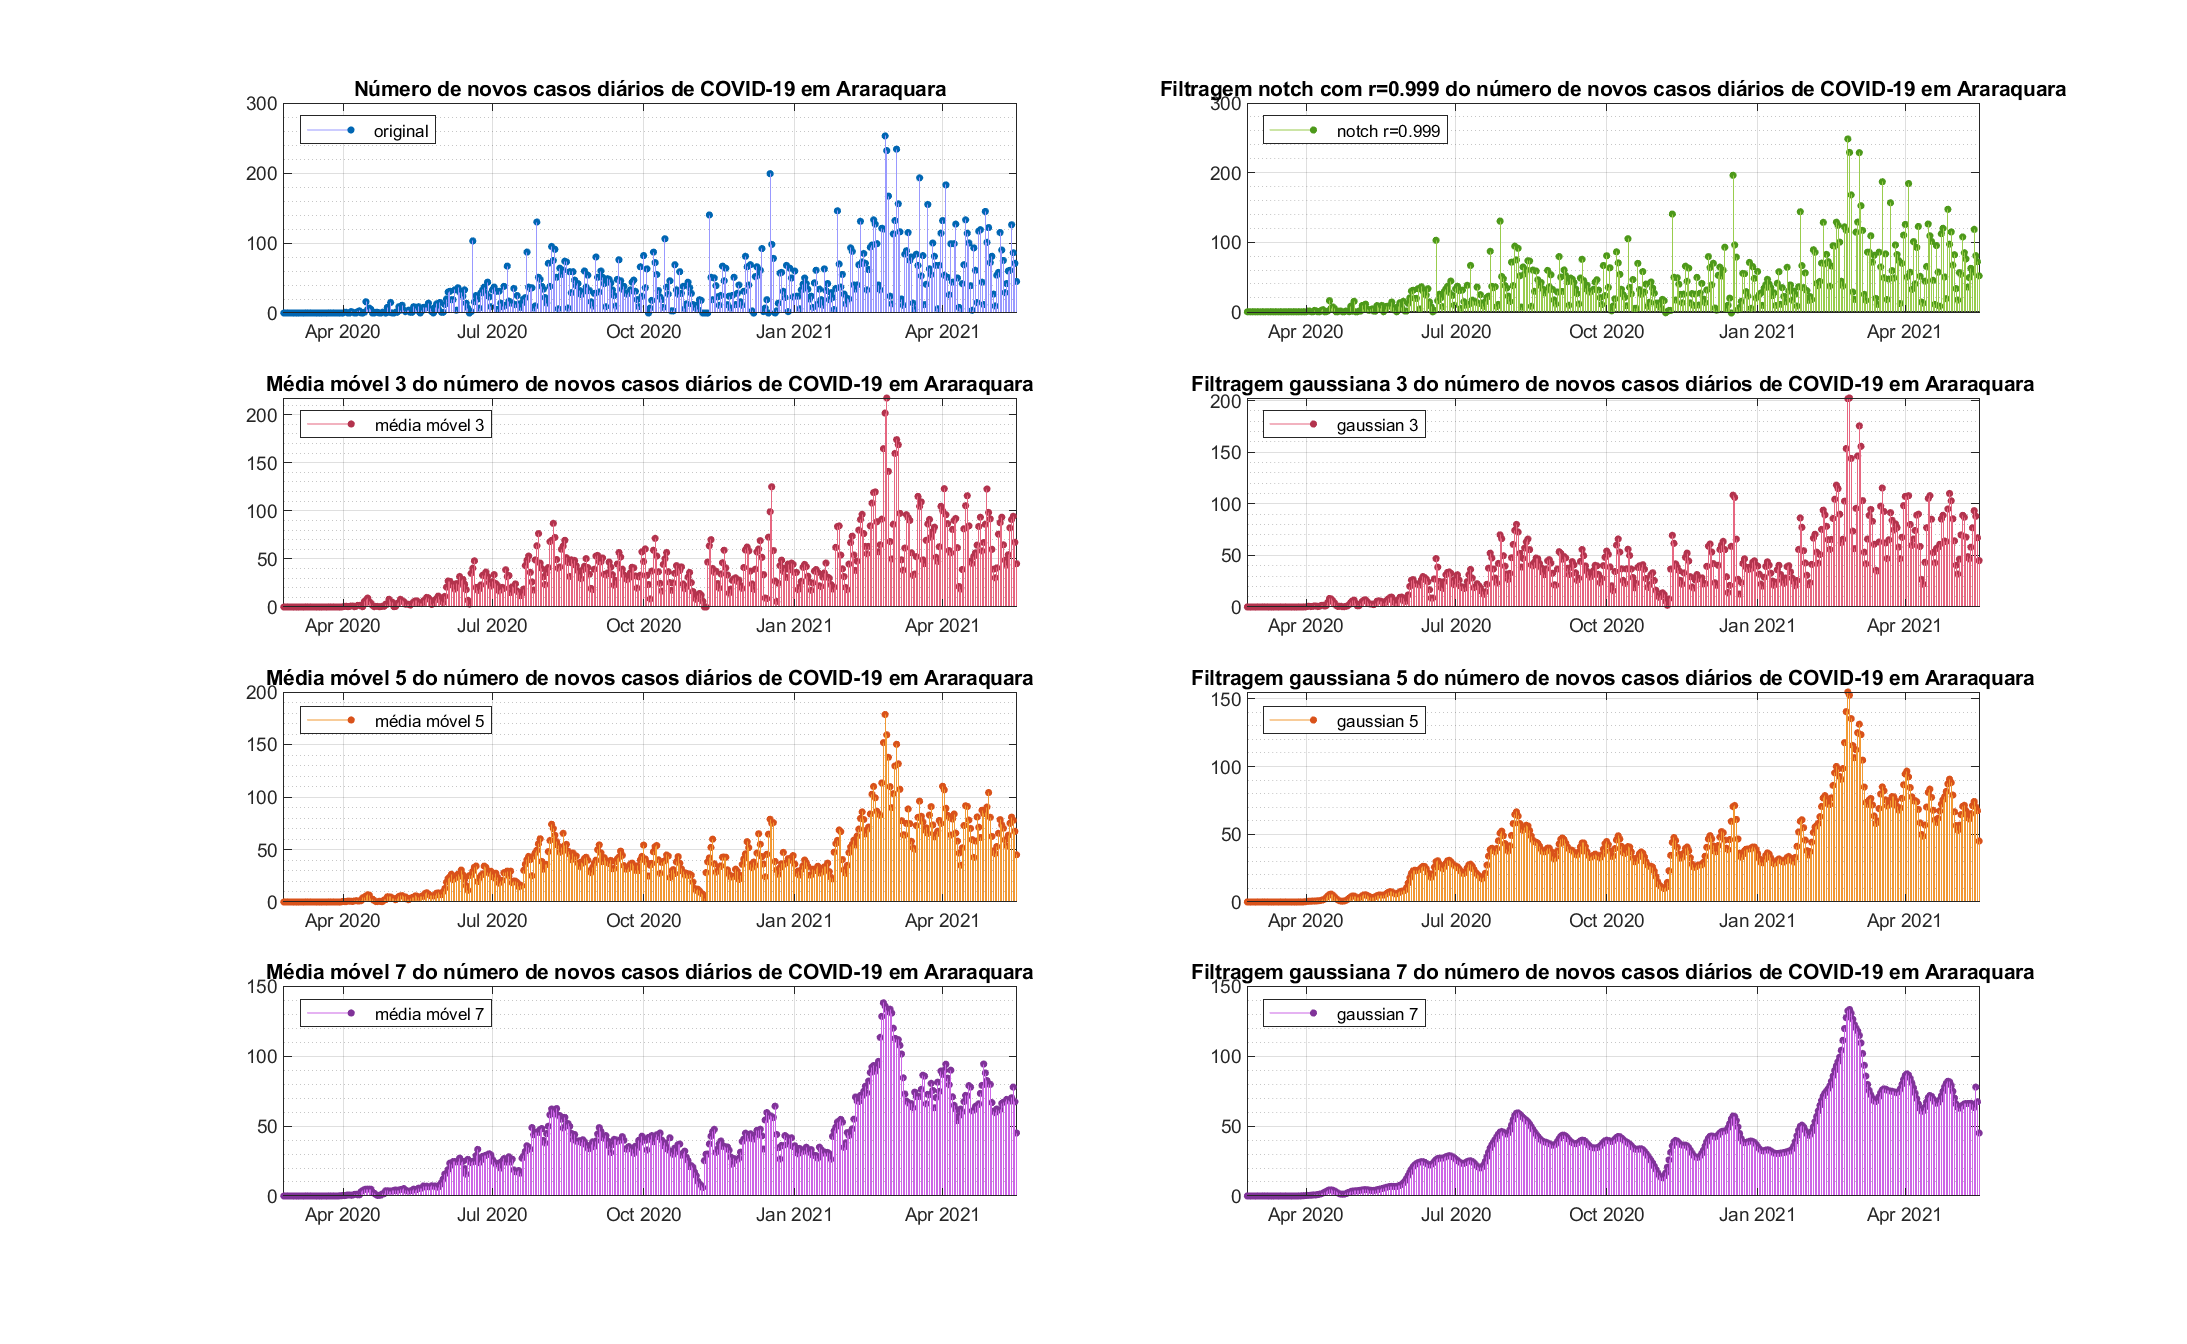 Número de novos casos diários de COVID-19 em Araraquara
300
200
100
0
original
Apr 2020 Jul 2020 Oct 2020 Jan 2021 Apr 2021
Filtragem notch com r=0.999 do número de novos casos diários de COVID-19 em Araraquara
300
200
100
0
notch r=0.999
Apr 2020 Jul 2020 Oct 2020 Jan 2021 Apr 2021
Média móvel 3 do número de novos casos diários de COVID-19 em Araraquara
200
150
100
50
0
média móvel 3
Apr 2020 Jul 2020 Oct 2020 Jan 2021 Apr 2021
Filtragem gaussiana 3 do número de novos casos diários de COVID-19 em Araraquara
200
150
100
50
0
gaussian 3
Apr 2020 Jul 2020 Oct 2020 Jan 2021 Apr 2021
Média móvel 5 do número de novos casos diários de COVID-19 em Araraquara
200
150
100
50
0
média móvel 5
Apr 2020 Jul 2020 Oct 2020 Jan 2021 Apr 2021
Filtragem gaussiana 5 do número de novos casos diários de COVID-19 em Araraquara
150
100
50
0
gaussian 5
Apr 2020 Jul 2020 Oct 2020 Jan 2021 Apr 2021
Média móvel 7 do número de novos casos diários de COVID-19 em Araraquara
150
100
50
0
média móvel 7
Apr 2020 Jul 2020 Oct 2020 Jan 2021 Apr 2021
Filtragem gaussiana 7 do número de novos casos diários de COVID-19 em Araraquara
150
100
50
0
gaussian 7
Apr 2020 Jul 2020 Oct 2020 Jan 2021 Apr 2021